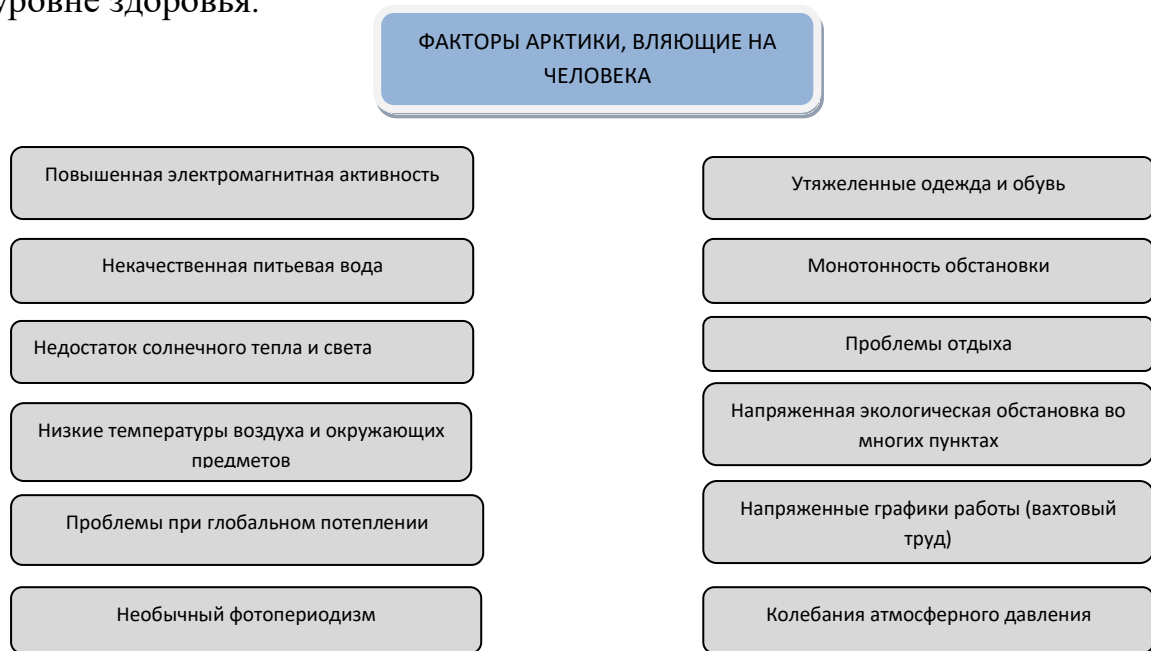 уровне здоровья.
ФАКТОРЫ АРКТИКИ, ВЛЯЮЩИЕ НА
ЧЕЛОВЕКА
Повышенная электромагнитная активность
Некачественная питьевая вода
Недостаток солнечного тепла и света
Низкие температуры воздуха и окружающих
предметов
Проблемы при глобальном потеплении
Необычный фотопериодизм
Утяжеленные одежда и обувь
Монотонность обстановки
Проблемы отдыха
Напряженная экологическая обстановка во
многих пунктах
Напряженные графики работы (вахтовый
труд)
Колебания атмосферного давления